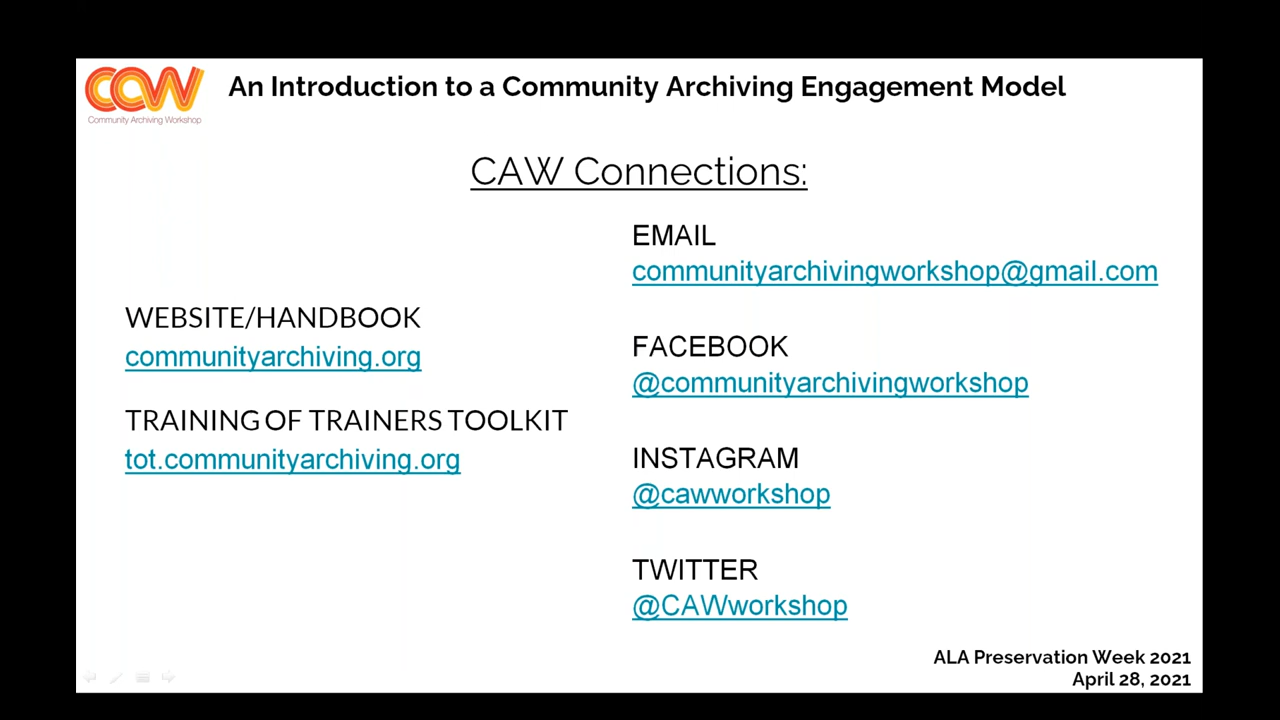 CAW
Community Archiving Workshop
An Introduction to a Community Archiving Engagement Model
CAW Connections:
WEBSITE/HANDBOOK
communityarchiving.org
TRAINING OF TRAINERS TOOLKIT
tot.communityarchiving.org
EMAIL
communityarchivingworkshop@gmail.com
FACEBOOK
@communityarchivingworkshop
INSTAGRAM
@cawworkshop
TWITTER
@CAWworkshop
ALA Preservation Week 2021
April 28, 2021